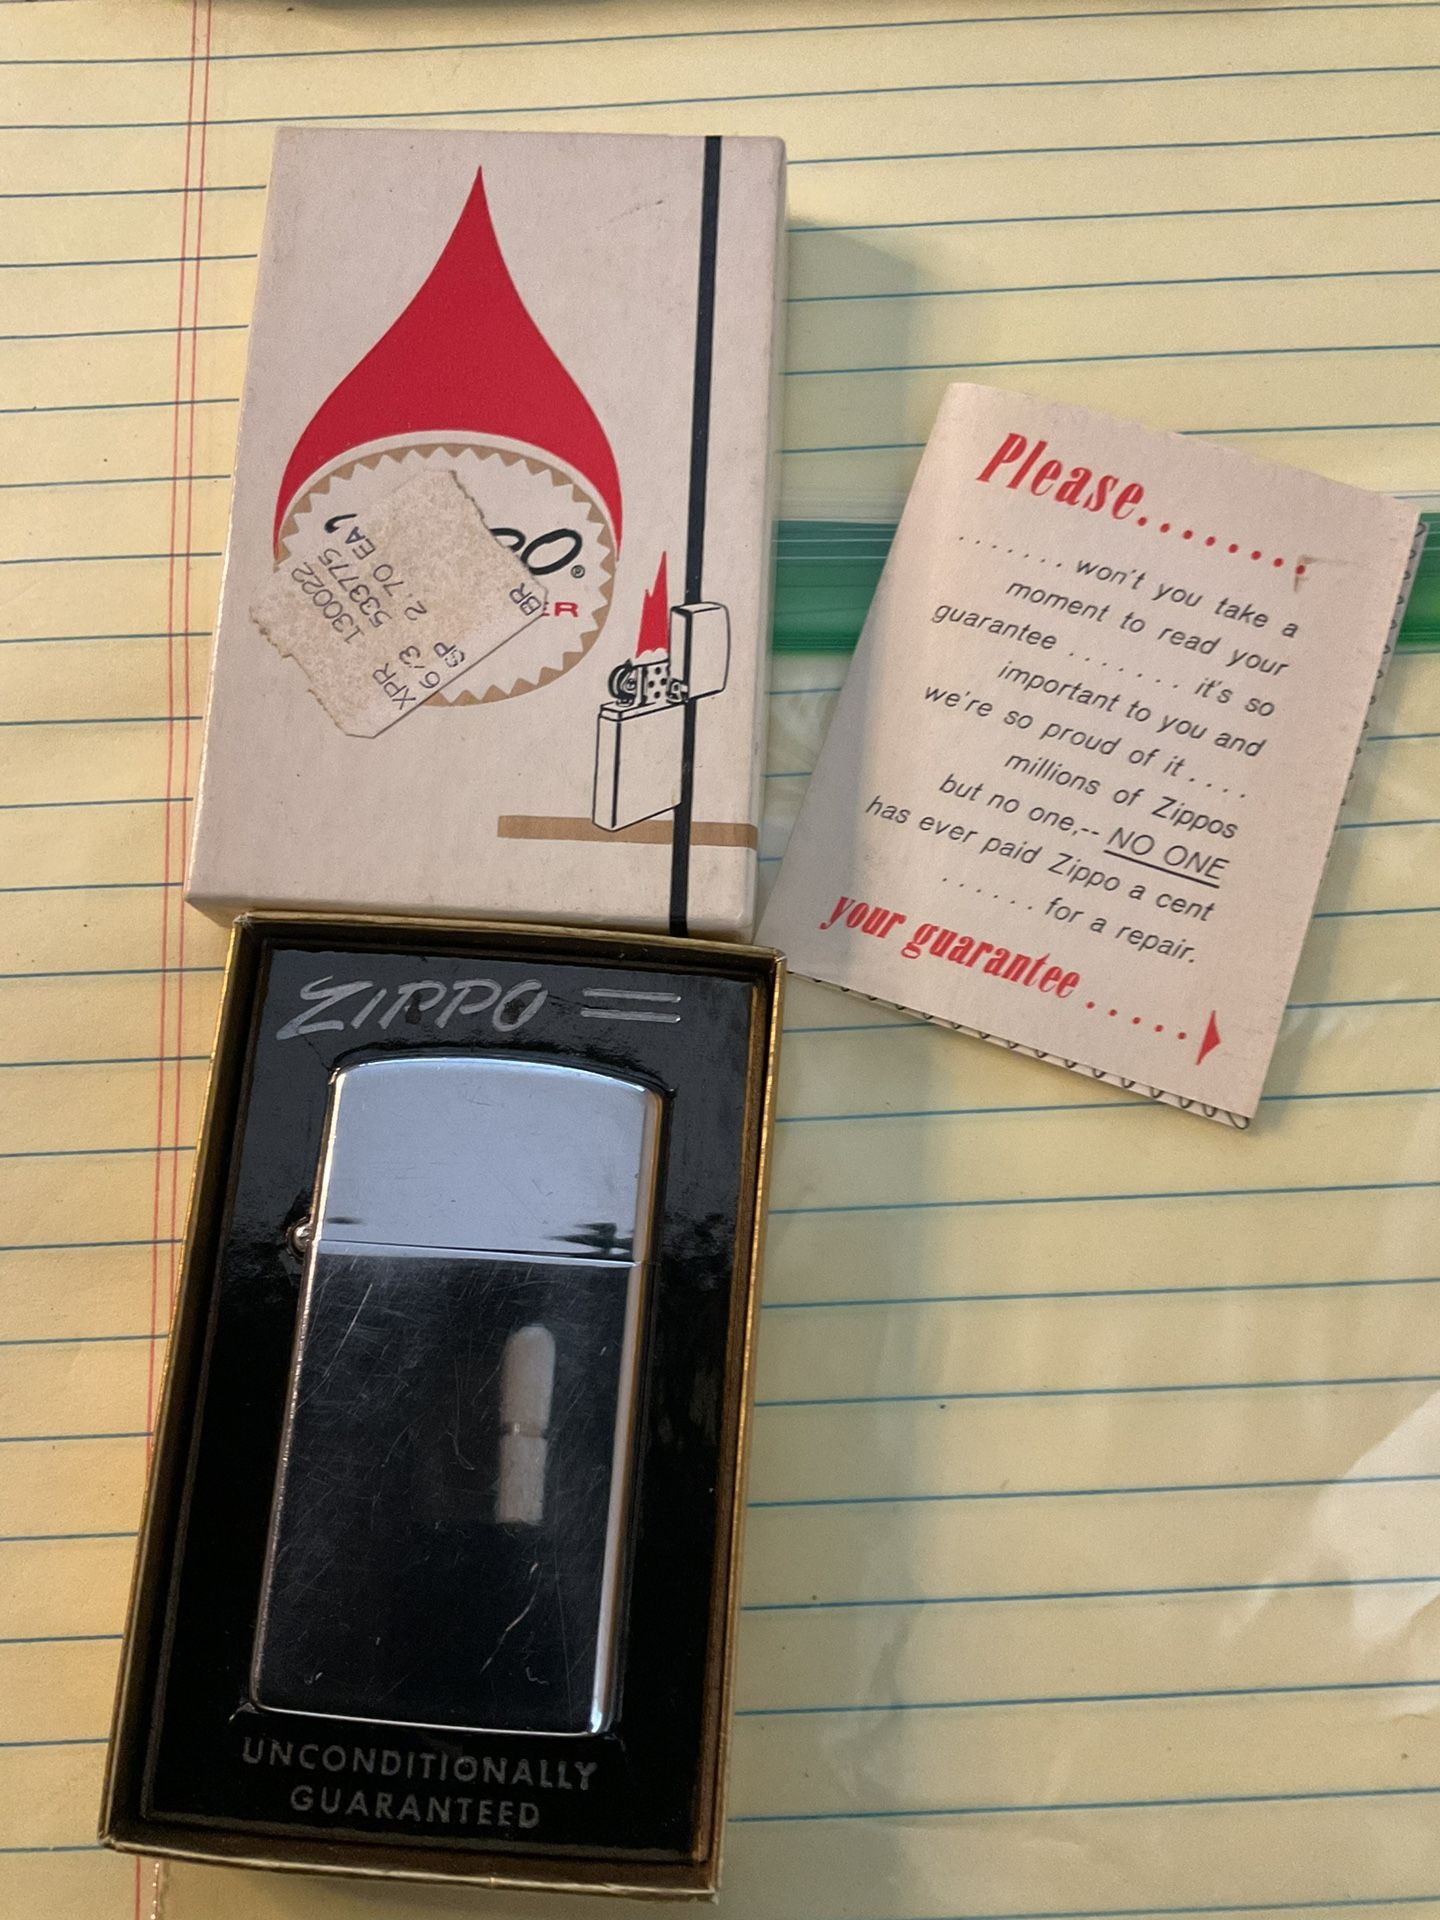 XPR 130022
6/3 533775
SP 2.70 EA
BR
®
Please........
......won't you take a
moment to read your
guarantee.......it's so
important to you and
we're so proud of it....
millions of Zippos
but no one,-- NO ONE
has ever paid Zippo a cent
......for a repair.
your guarantee......
ZIPPO
UNCONDITIONALLY
GUARANTEED